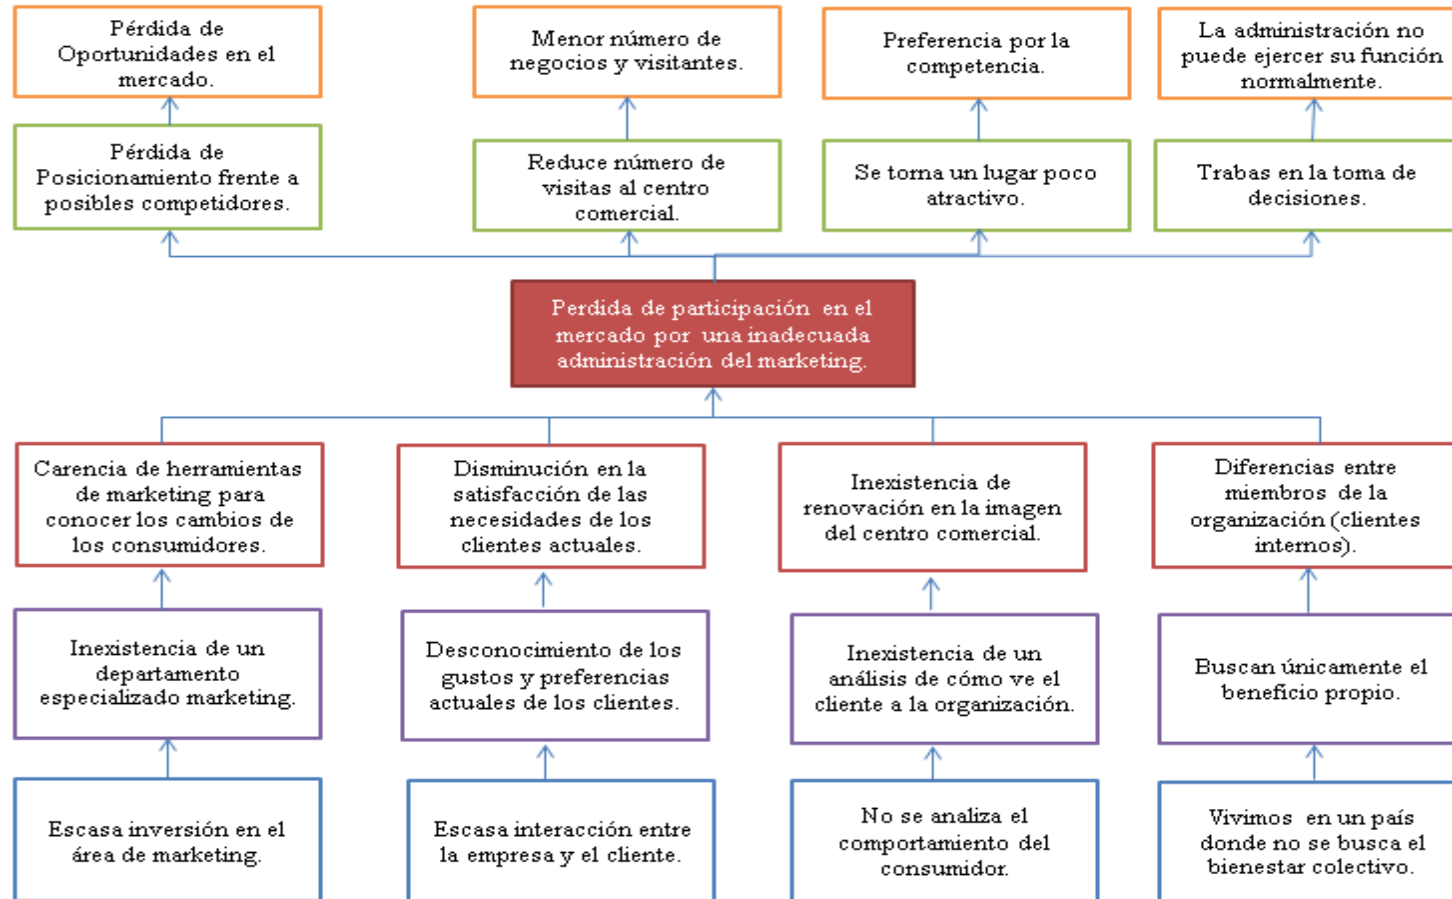 Pérdida de
Oportunidades en el
mercado.
Menor número de
negocios y visitantes.
Preferencia por la
competencia.
La administración no
puede ejercer su función
normalmente.
Pérdida de
Posicionamiento frente a
posibles competidores.
Reduce número de
visitas al centro
comercial.
Se torna un lugar poco
atractivo.
Trabas en la toma de
decisiones.
Perdida de participación en el
mercado por una inadecuada
administración del marketing.
Carencia de herramientas
de marketing para
conocer los cambios de
los consumidores.
Disminución en la
satisfacción de las
necesidades de los
clientes actuales.
Inexistencia de
renovación en la imagen
del centro comercial.
Diferencias entre
miembros de la
organización (clientes
internos).
Inexistencia de un
departamento
especializado marketing.
Desconocimiento de los
gustos y preferencias
actuales de los clientes.
Inexistencia de un
análisis de cómo ve el
cliente a la organización.
Buscan únicamente el
beneficio propio.
Escasa inversión en el
área de marketing.
Escasa interacción entre
la empresa y el cliente.
No se analiza el
comportamiento del
consumidor.
Vivimos en un país
donde no se busca el
bienestar colectivo.